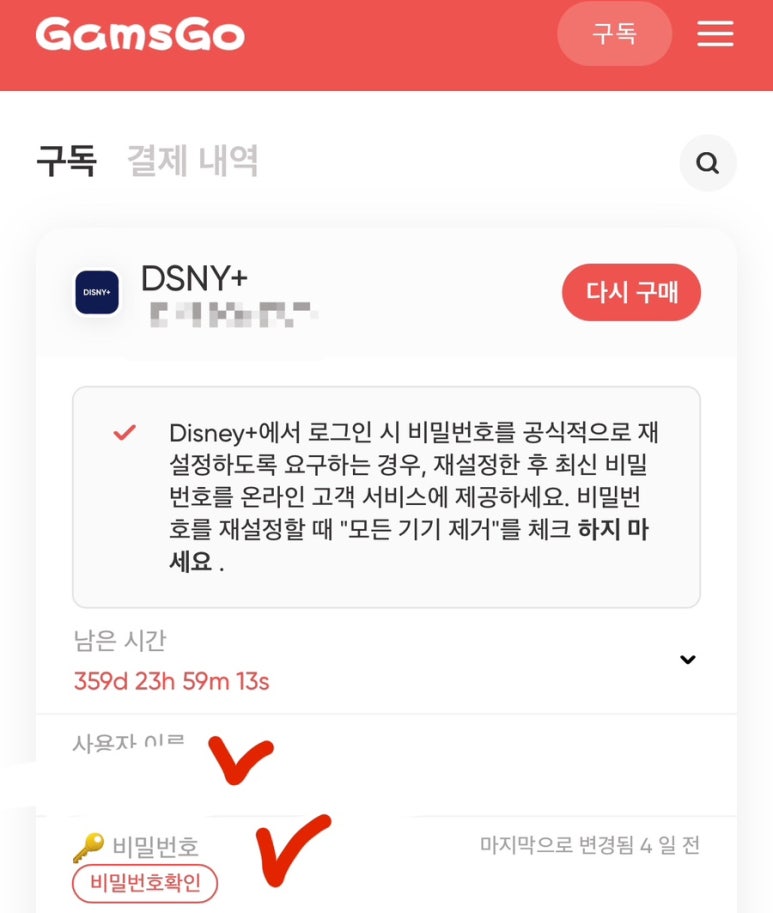 GamsGo
구독
구독 결제 내역
DISNY+
DSNY+
다시 구매
Disney+에서 로그인 시 비밀번호를 공식적으로 재
설정하도록 요구하는 경우, 재설정한 후 최신 비밀
번호를 온라인 고객 서비스에 제공하세요. 비밀번
호를 재설정할 때 "모든 기기 제거"를 체크 하지 마
세요 .
남은 시간
359d 23h 59m 13s
사용자 이름
비밀번호
마지막으로 변경됨 4 일 전
비밀번호확인